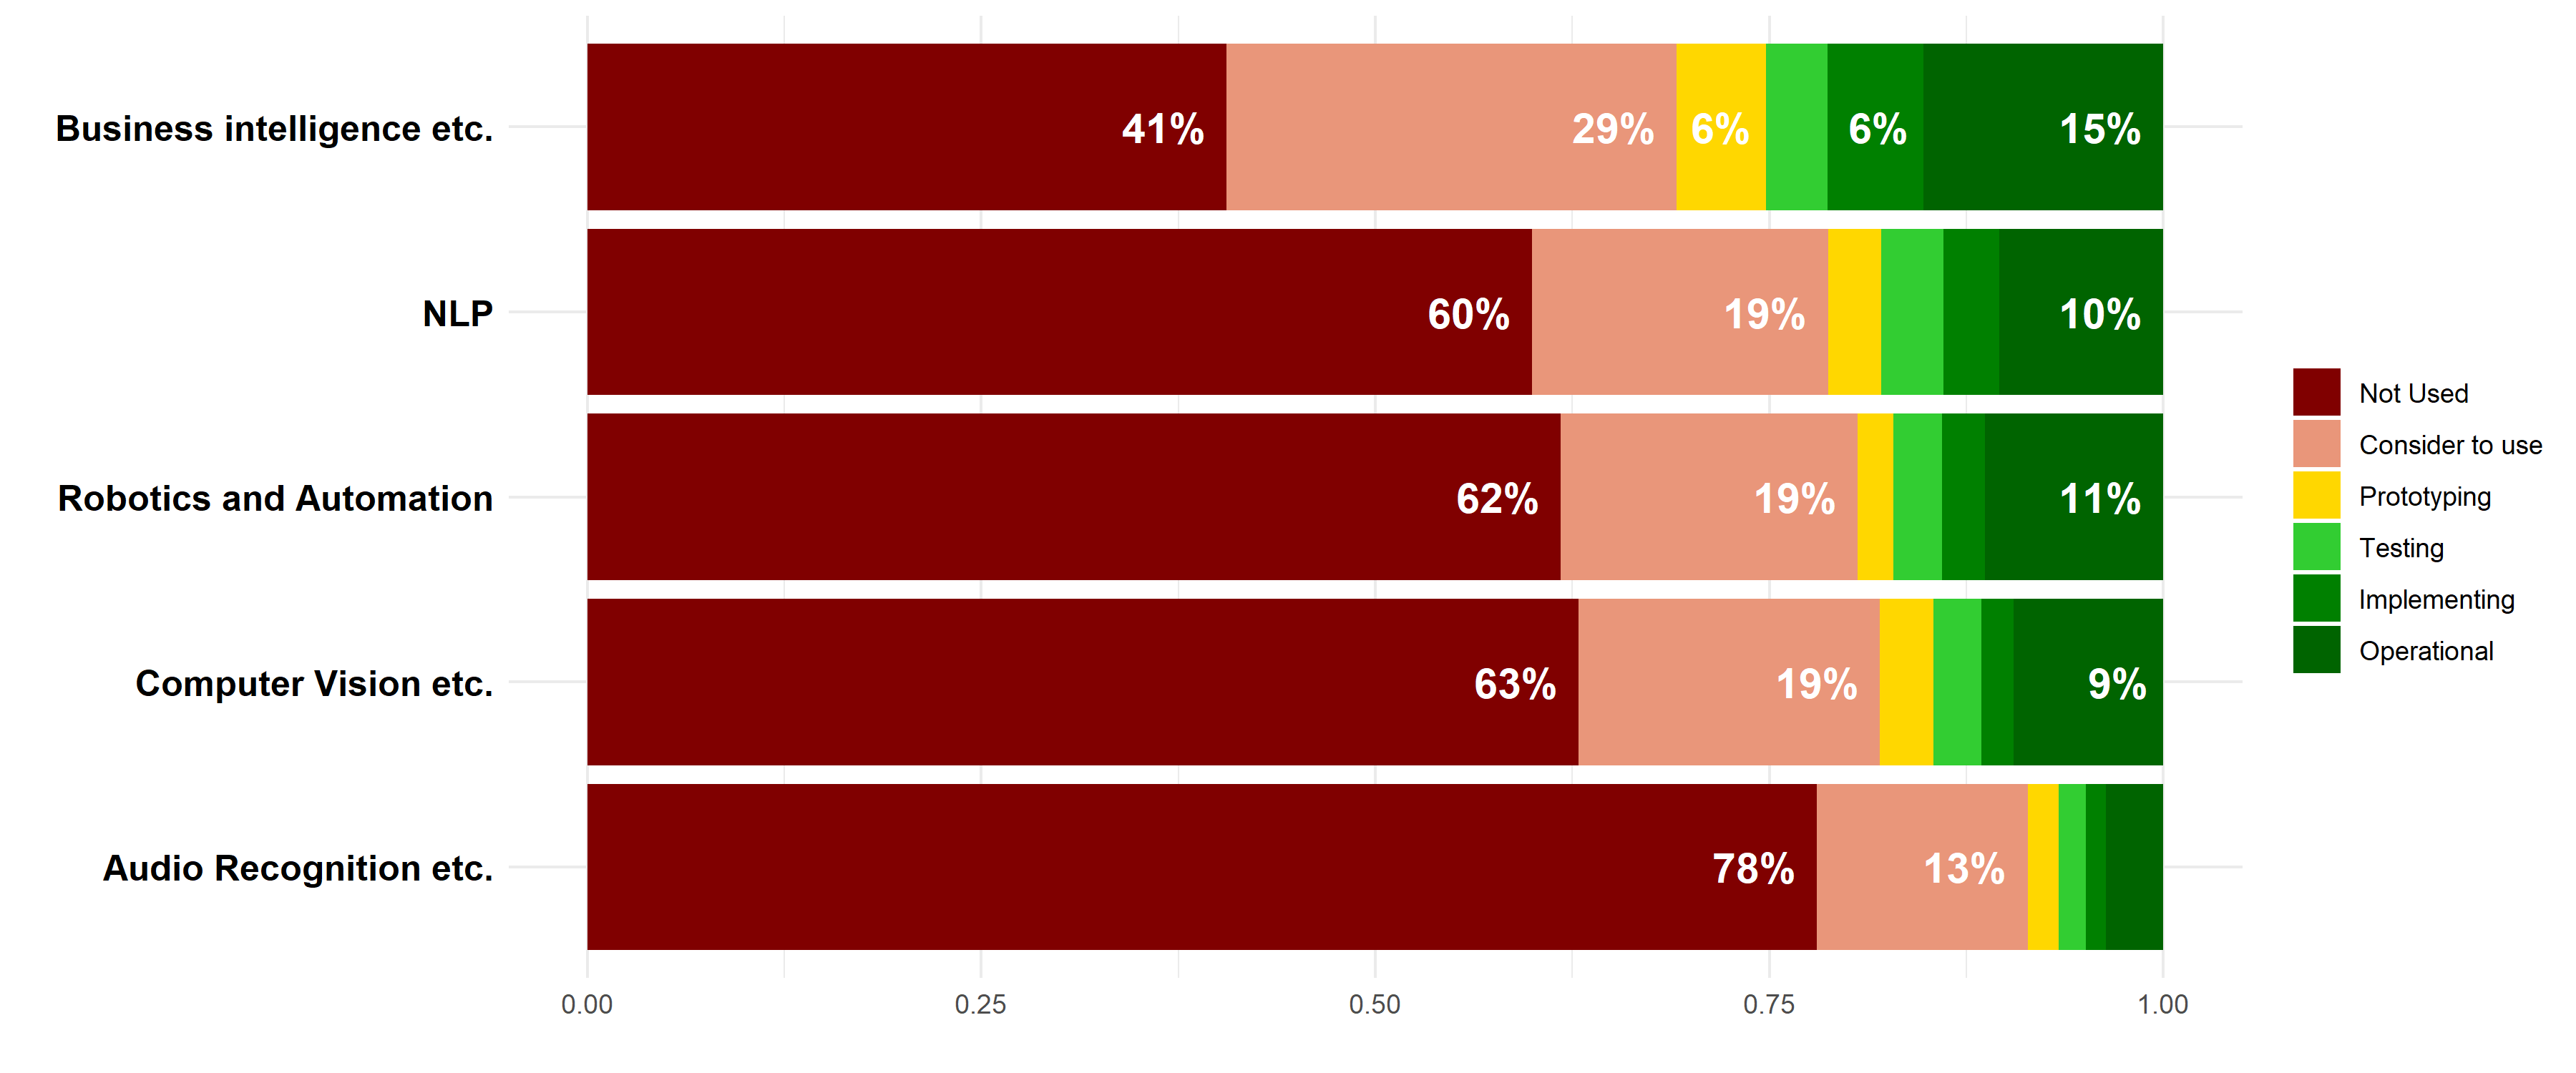 Business intelligence etc. 41% 29% 6% 6% 15%
NLP 60% 19% 10%
Robotics and Automation 62% 19% 11%
Computer Vision etc. 63% 19% 9%
Audio Recognition etc. 78% 13%
0.00 0.25 0.50 0.75 1.00
Not Used
Consider to use
Prototyping
Testing
Implementing
Operational